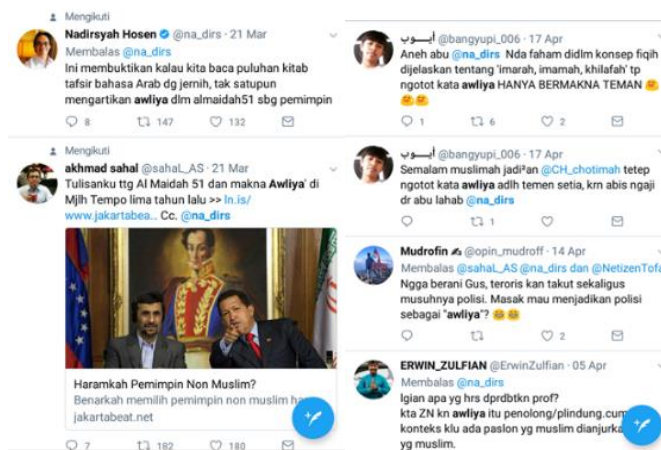 Mengikuti
Nadirsyah Hosen @na_dirs · 21 Mar
Membalas @na_dirs
Ini membuktikan kalau kita baca puluhan kitab
tafsir bahasa Arab dg jernih, tak satupun
mengartikan awliya dlm almaidah51 sbg pemimpin
8 147 132
Mengikuti
akhmad sahal @sahaL_AS · 21 Mar
Tulisanku ttg Al Maidah 51 dan makna Awliya' di
Mjlh Tempo lima tahun lalu >> ln.is/
www.jakartabea... Cc. @na_dirs
Haramkah Pemimpin Non Muslim?
Benarkah memilih pemimpin non muslim ha
jakartabeat.net
7 182 180
أيـــوب @bangyupi_006 · 17 Apr
Aneh abu @na_dirs Nda faham didlm konsep fiqih
dijelaskan tentang 'imarah, imamah, khilafah' tp
ngotot kata awliya HANYA BERMAKNA TEMAN
1 6 2
أيـــوب @bangyupi_006 · 17 Apr
Semalam muslimah jadi²an @CH_chotimah tetep
ngotot kata awliya adlh temen setia, krn abis ngaji
dr abu lahab @na_dirs
1
Mudrofin @opin_mudroff · 14 Apr
Membalas @sahaL_AS @na_dirs dan @NetizenTofa
Ngga berani Gus, teroris kan takut sekaligus
musuhnya polisi. Masak mau menjadikan polisi
sebagai "awliya"?
2
ERWIN_ZULFIAN @ErwinZulfian · 05 Apr
Membalas @na_dirs
Igian apa yg hrs dprdbtkn prof?
kta ZN kn awliya itu penolong/plindung.cum
konteks klu ada paslon yg muslim dianjurka
yg muslim.